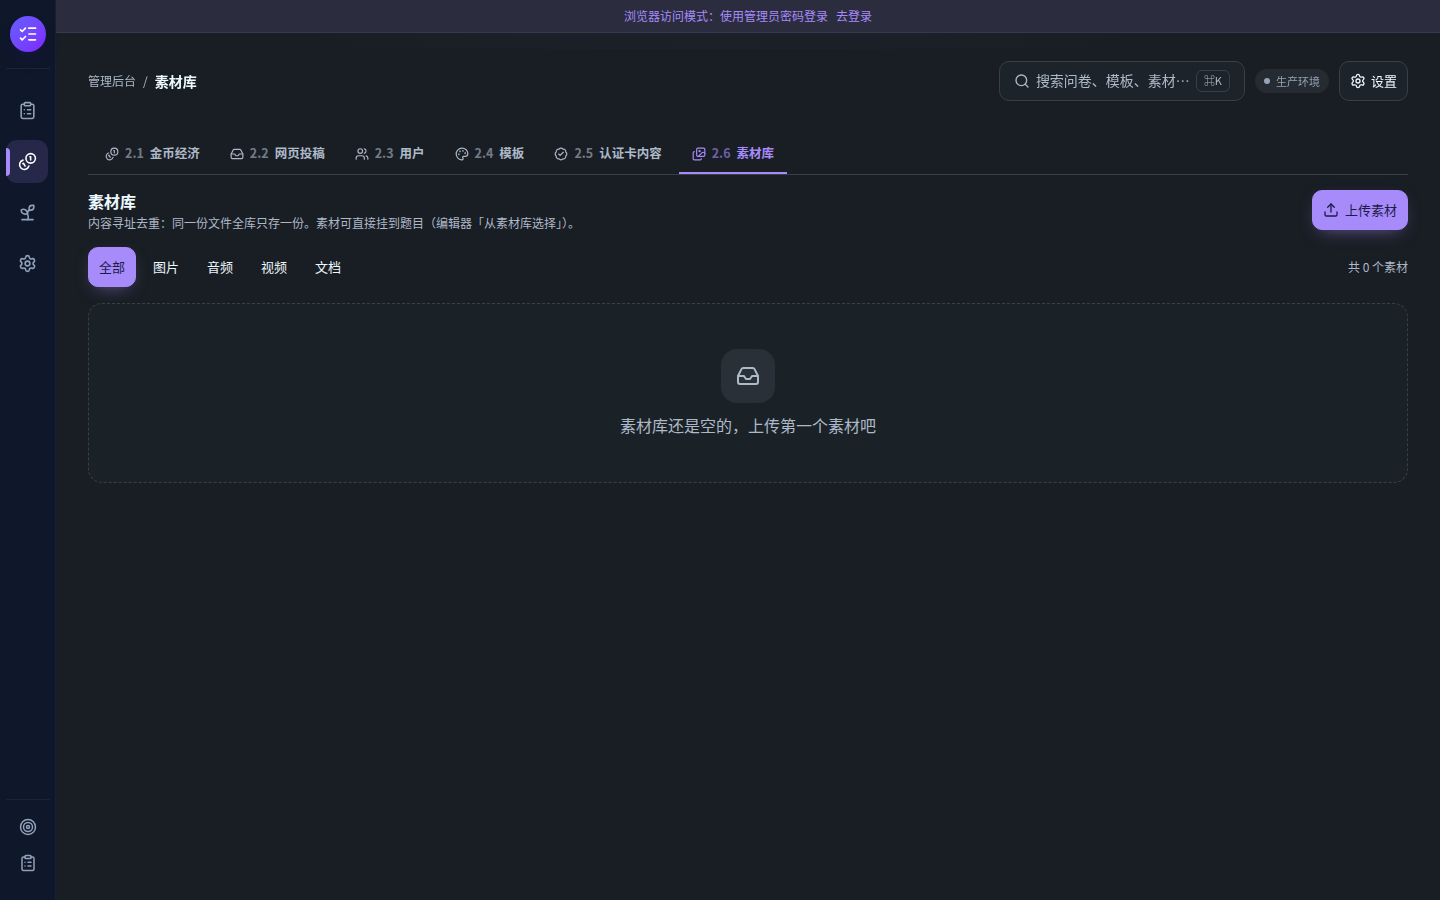 浏览器访问模式：使用管理员密码登录 去登录
管理后台 / 素材库
搜索问卷、模板、素材… ⌘K
生产环境
设置
2.1 金币经济
2.2 网页投稿
2.3 用户
2.4 模板
2.5 认证卡内容
2.6 素材库
素材库
内容寻址去重：同一份文件全库只存一份。素材可直接挂到题目（编辑器「从素材库选择」）。
上传素材
全部 图片 音频 视频 文档
共 0 个素材
素材库还是空的，上传第一个素材吧